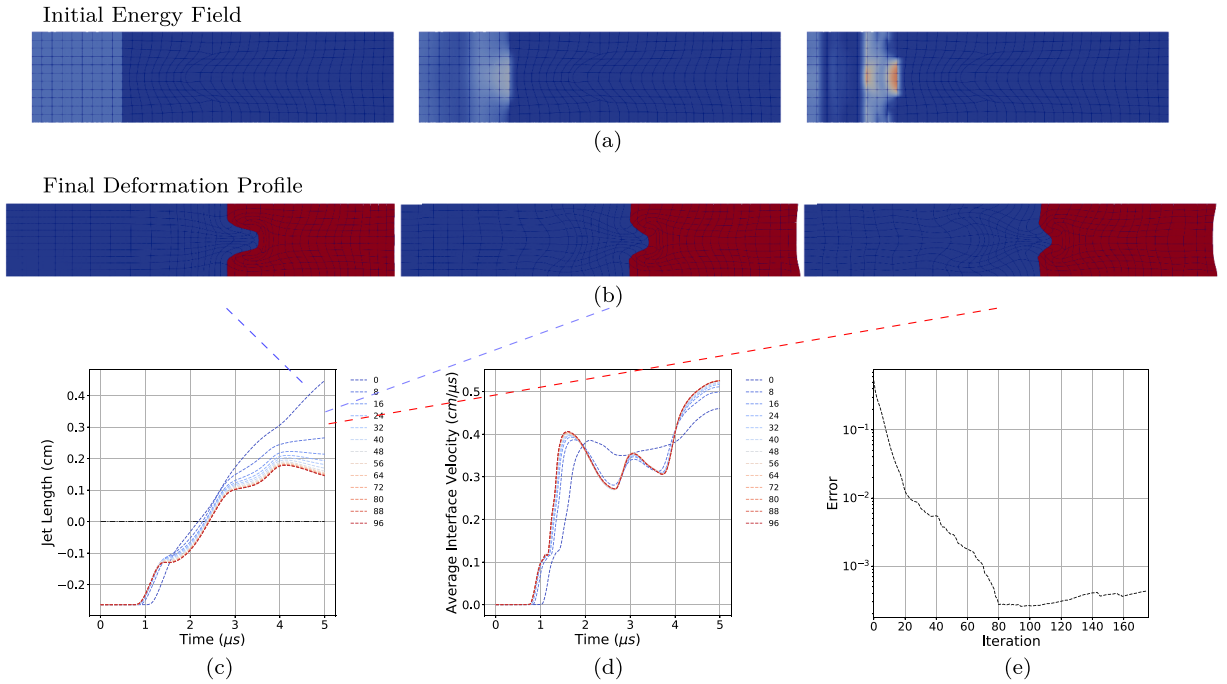 Initial Energy Field
(a)
Final Deformation Profile
(b)
Jet Length (cm)
0.4
0.3
0.2
0.1
0.0
−0.1
−0.2
0 1 2 3 4 5
Time (μs)
0
8
16
24
32
40
48
56
64
72
80
88
96
(c)
Average Interface Velocity (cm/μs)
0.5
0.4
0.3
0.2
0.1
0.0
0 1 2 3 4 5
Time (μs)
0
8
16
24
32
40
48
56
64
72
80
88
96
(d)
Error
10⁻¹
10⁻²
10⁻³
0 20 40 60 80 100 120 140 160
Iteration
(e)